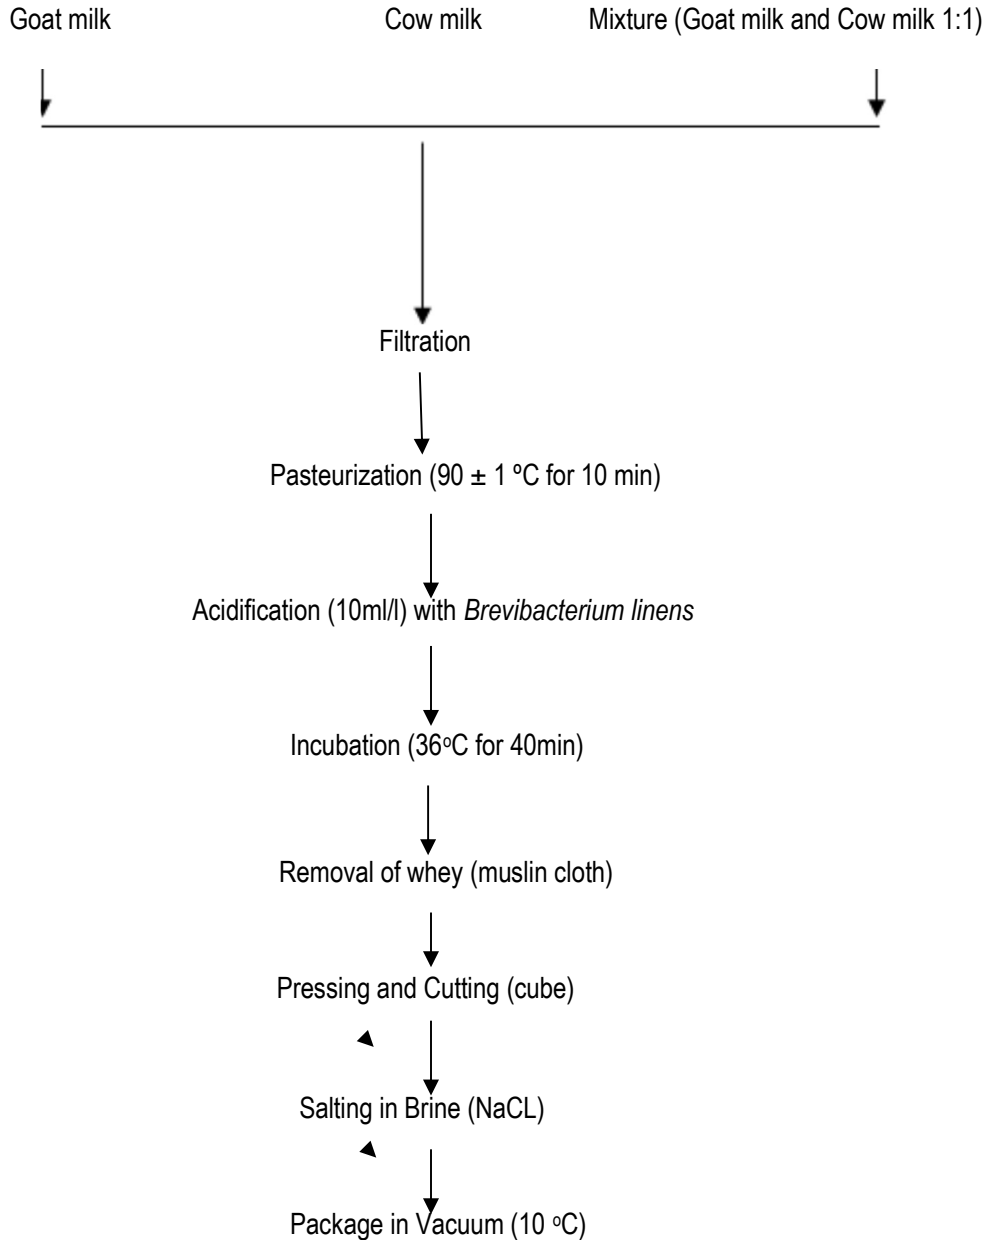 Goat milk Cow milk Mixture (Goat milk and Cow milk 1:1)
Filtration
Pasteurization (90 ± 1 ºC for 10 min)
Acidification (10ml/l) with Brevibacterium linens
Incubation (36°C for 40min)
Removal of whey (muslin cloth)
Pressing and Cutting (cube)
Salting in Brine (NaCL)
Package in Vacuum (10 °C)